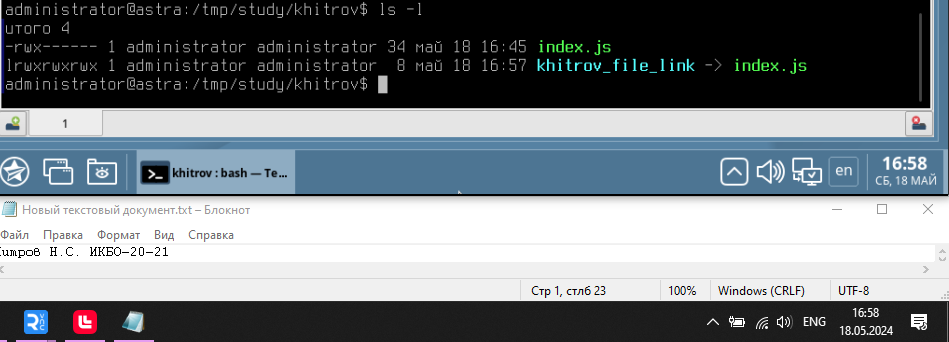 administrator@astra:/tmp/study/khitrov$ ls -l
итого 4
-rwx------ 1 administrator administrator 34 май 18 16:45 index.js
lrwxrwxrwx 1 administrator administrator  8 май 18 16:57 khitrov_file_link -> index.js
administrator@astra:/tmp/study/khitrov$
1
khitrov : bash — Te...
en
16:58
СБ, 18 МАЙ
Новый текстовый документ.txt – Блокнот
Файл Правка Формат Вид Справка
Хитров Н.С. ИКБО-20-21
Стр 1, стлб 23 100% Windows (CRLF) UTF-8
ENG
16:58
18.05.2024